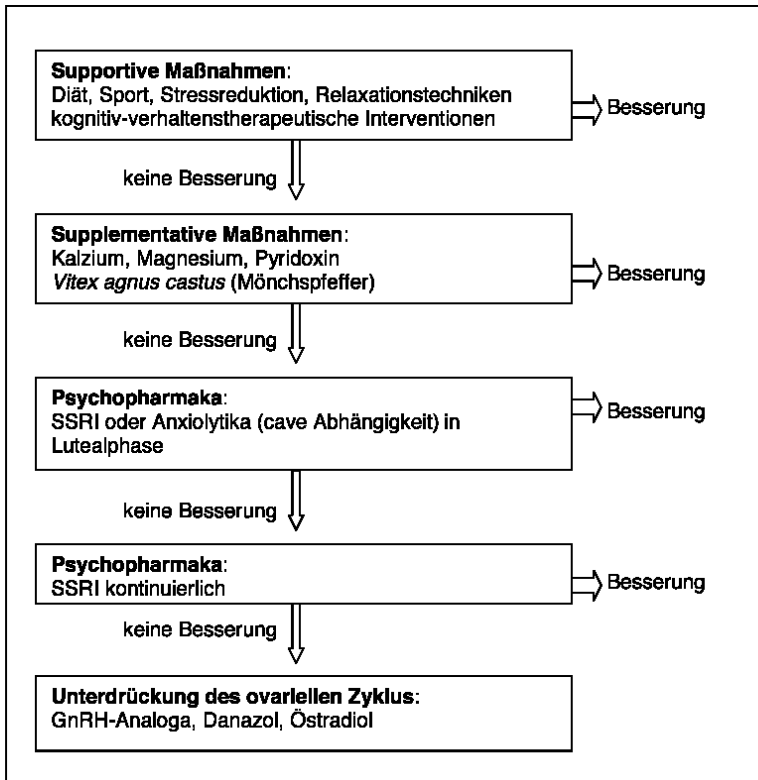 Supportive Maßnahmen:
Diät, Sport, Stressreduktion, Relaxationstechniken
kognitiv-verhaltenstherapeutische Interventionen
Besserung
keine Besserung
Supplementative Maßnahmen:
Kalzium, Magnesium, Pyridoxin
Vitex agnus castus (Mönchspfeffer)
Besserung
keine Besserung
Psychopharmaka:
SSRI oder Anxiolytika (cave Abhängigkeit) in
Lutealphase
Besserung
keine Besserung
Psychopharmaka:
SSRI kontinuierlich
Besserung
keine Besserung
Unterdrückung des ovariellen Zyklus:
GnRH-Analoga, Danazol, Östradiol